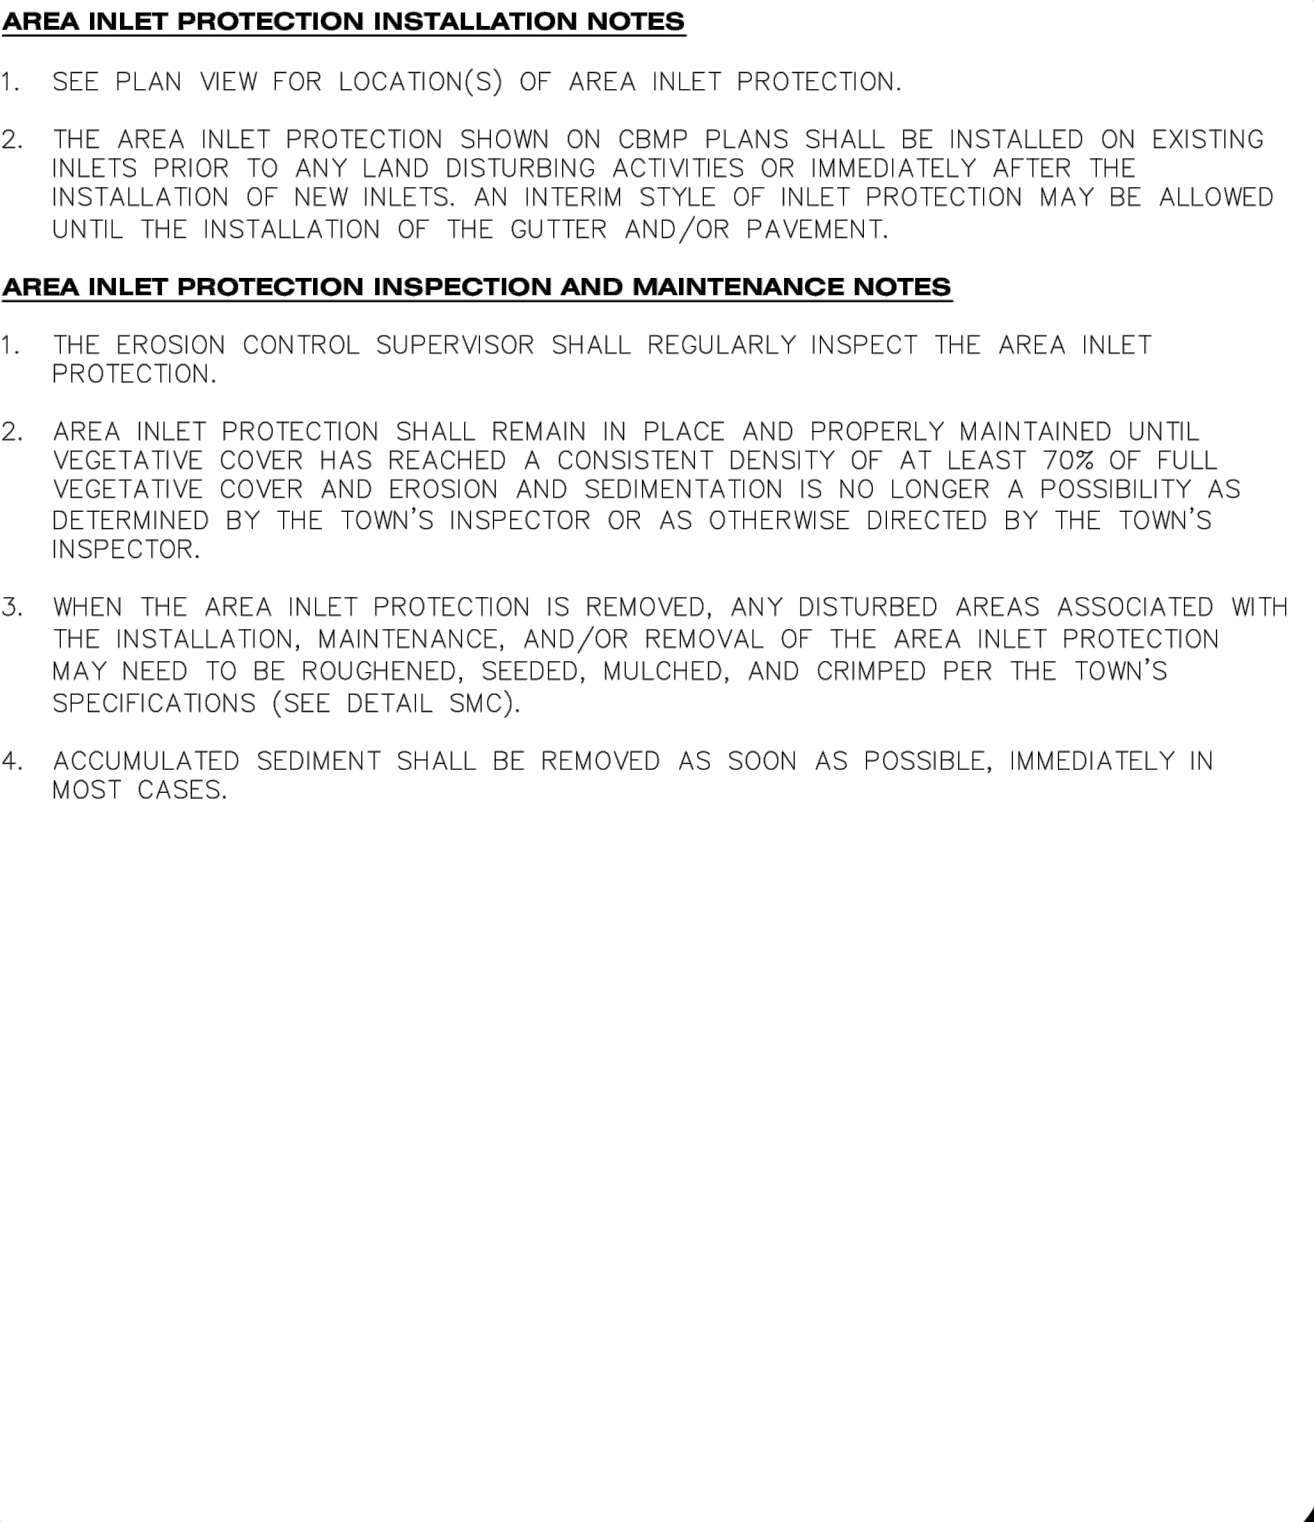 AREA INLET PROTECTION INSTALLATION NOTES
1. SEE PLAN VIEW FOR LOCATION(S) OF AREA INLET PROTECTION.
2. THE AREA INLET PROTECTION SHOWN ON CBMP PLANS SHALL BE INSTALLED ON EXISTING
INLETS PRIOR TO ANY LAND DISTURBING ACTIVITIES OR IMMEDIATELY AFTER THE
INSTALLATION OF NEW INLETS. AN INTERIM STYLE OF INLET PROTECTION MAY BE ALLOWED
UNTIL THE INSTALLATION OF THE GUTTER AND/OR PAVEMENT.
AREA INLET PROTECTION INSPECTION AND MAINTENANCE NOTES
1. THE EROSION CONTROL SUPERVISOR SHALL REGULARLY INSPECT THE AREA INLET
PROTECTION.
2. AREA INLET PROTECTION SHALL REMAIN IN PLACE AND PROPERLY MAINTAINED UNTIL
VEGETATIVE COVER HAS REACHED A CONSISTENT DENSITY OF AT LEAST 70% OF FULL
VEGETATIVE COVER AND EROSION AND SEDIMENTATION IS NO LONGER A POSSIBILITY AS
DETERMINED BY THE TOWN'S INSPECTOR OR AS OTHERWISE DIRECTED BY THE TOWN'S
INSPECTOR.
3. WHEN THE AREA INLET PROTECTION IS REMOVED, ANY DISTURBED AREAS ASSOCIATED WITH
THE INSTALLATION, MAINTENANCE, AND/OR REMOVAL OF THE AREA INLET PROTECTION
MAY NEED TO BE ROUGHENED, SEEDED, MULCHED, AND CRIMPED PER THE TOWN'S
SPECIFICATIONS (SEE DETAIL SMC).
4. ACCUMULATED SEDIMENT SHALL BE REMOVED AS SOON AS POSSIBLE, IMMEDIATELY IN
MOST CASES.